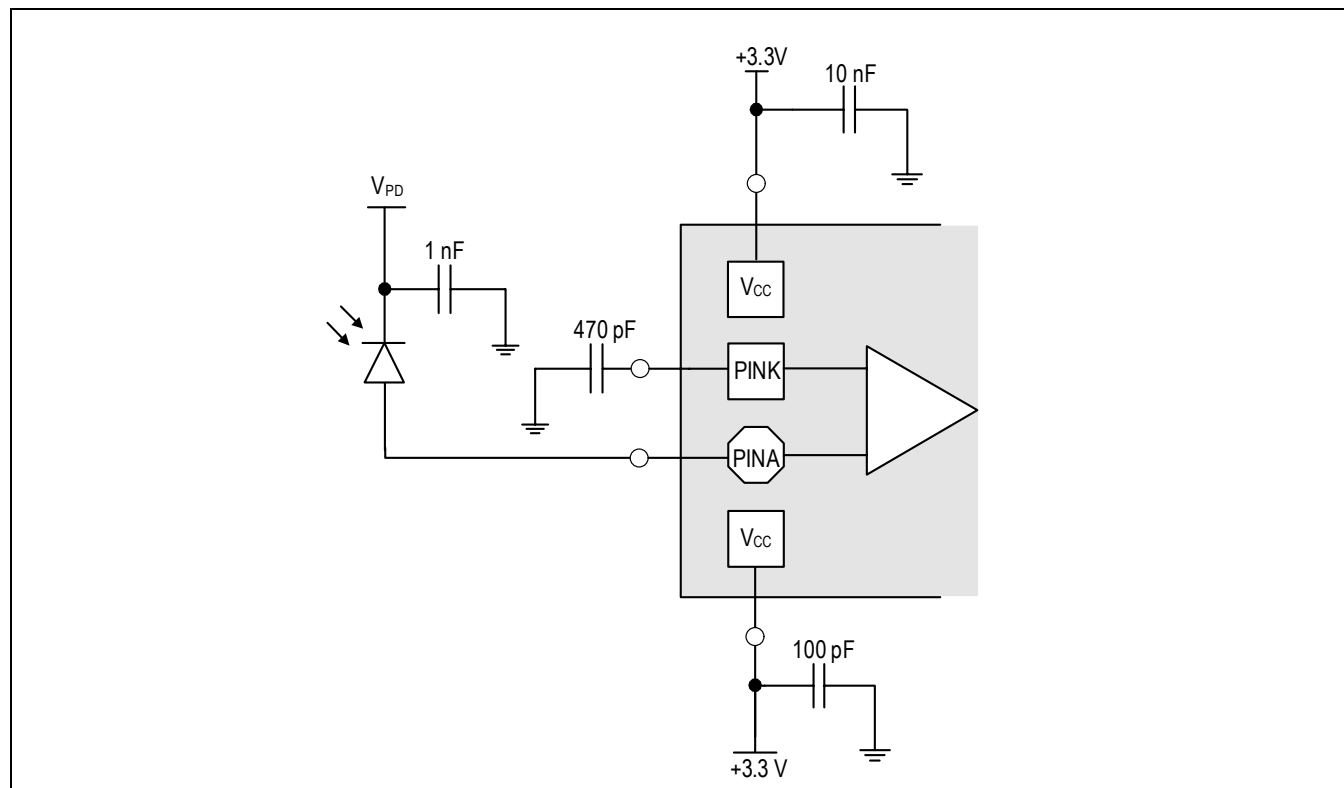 +3.3V
10 nF
VPD
1 nF
VCC
470 pF
PINK
PINA
VCC
100 pF
+3.3 V